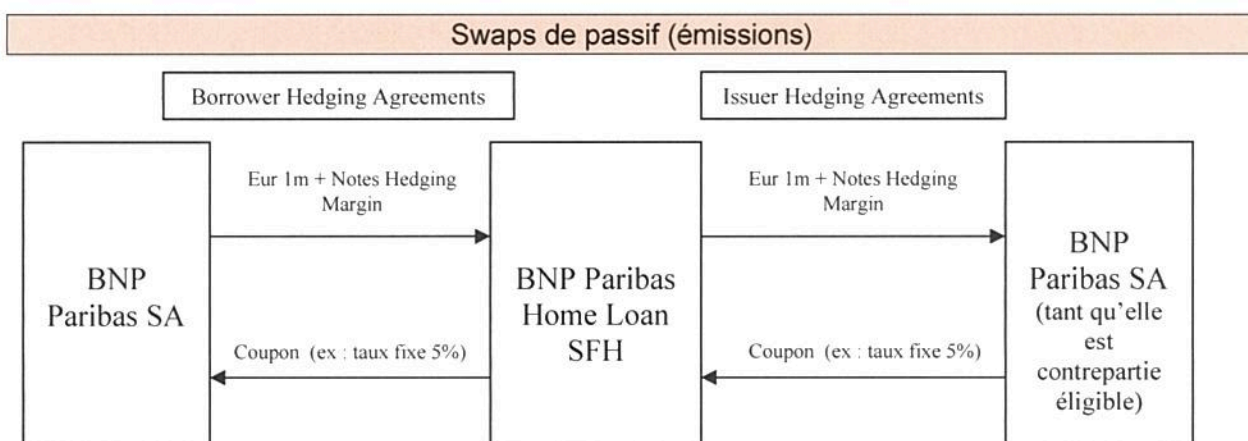 Swaps de passif (émissions)
Borrower Hedging Agreements
Issuer Hedging Agreements
BNP
Paribas SA
Eur 1m + Notes Hedging
Margin
Coupon (ex : taux fixe 5%)
BNP Paribas
Home Loan
SFH
Eur 1m + Notes Hedging
Margin
Coupon (ex : taux fixe 5%)
BNP
Paribas SA
(tant qu'elle
est
contrepartie
éligible)